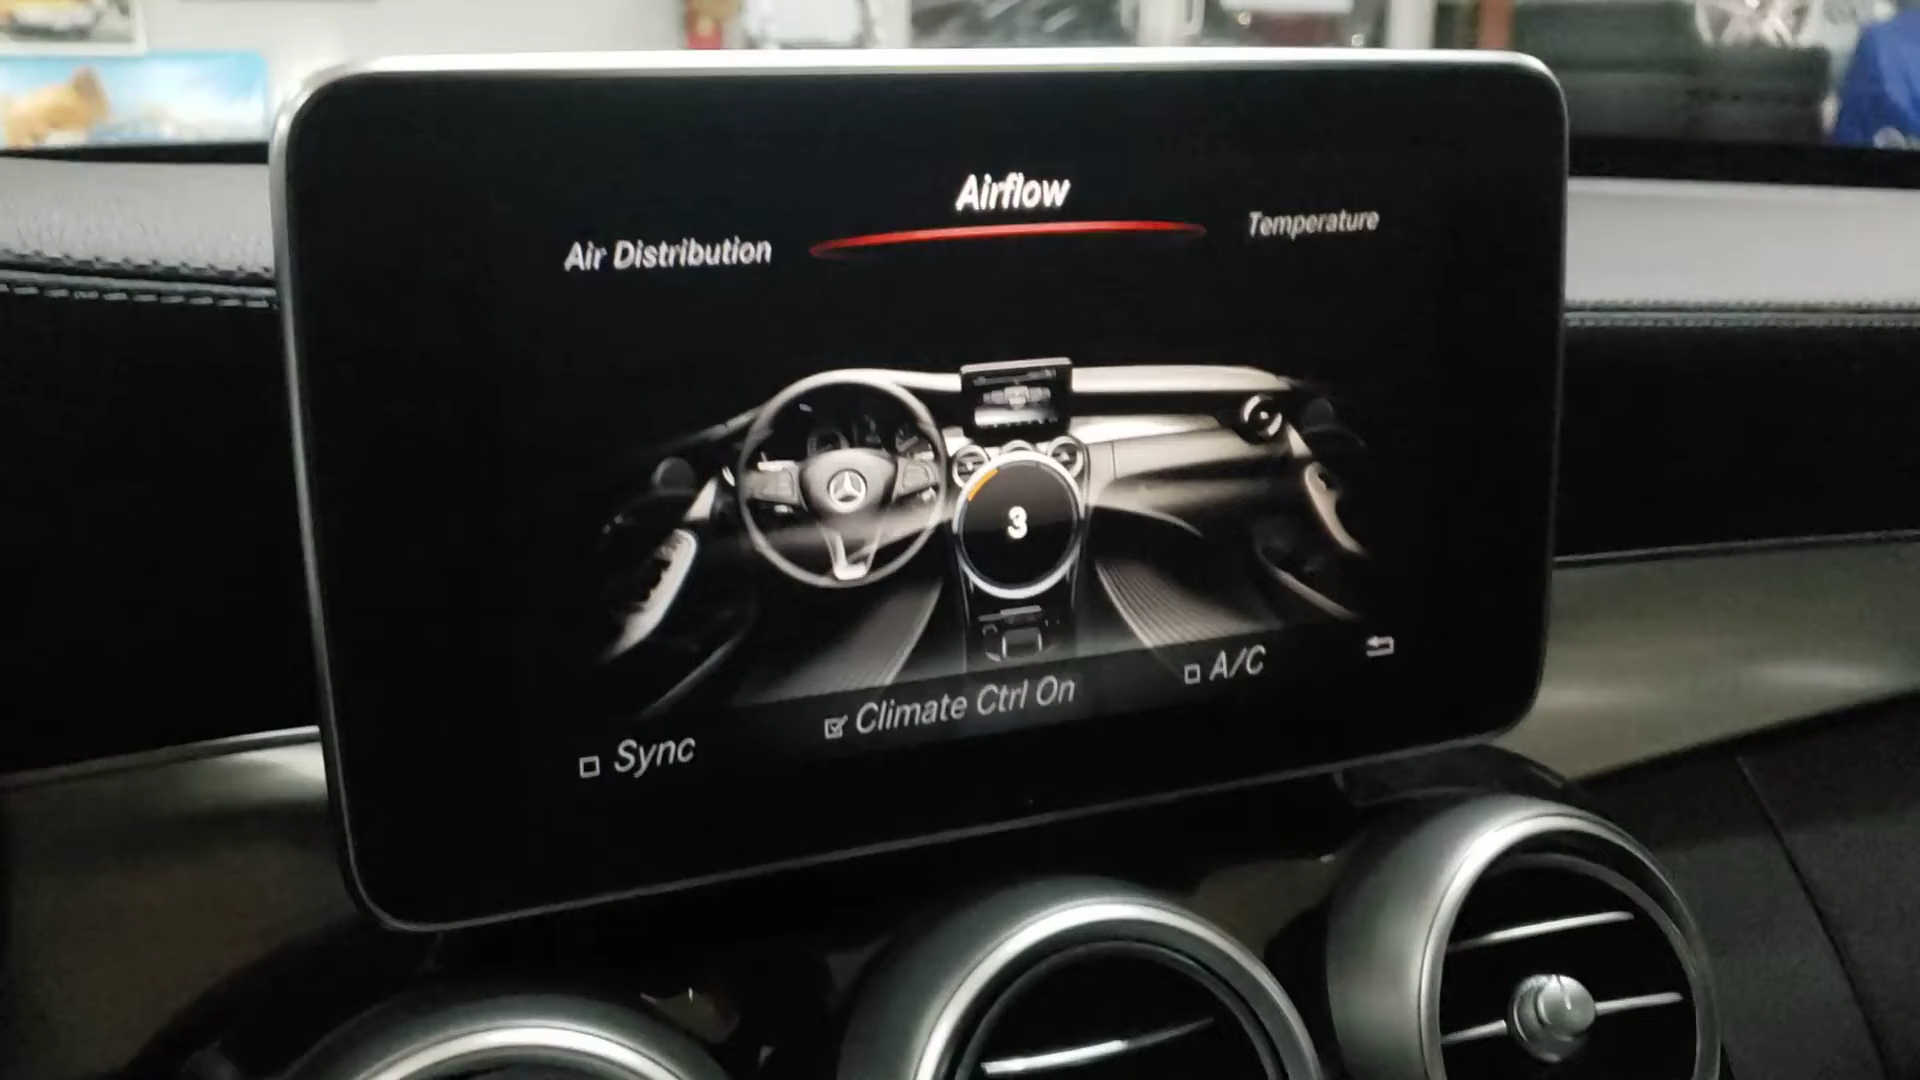 Airflow
Air Distribution
Temperature
3
Sync
Climate Ctrl On
A/C